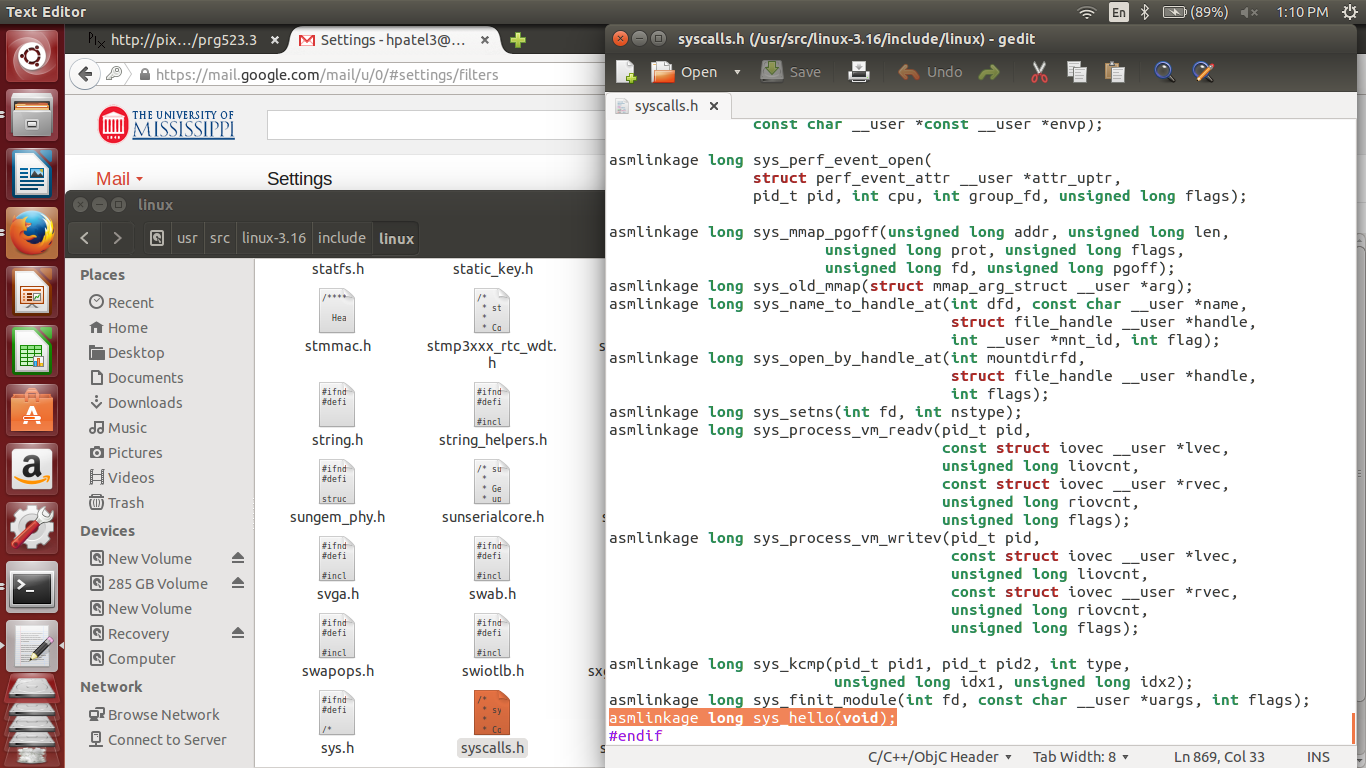 Text Editor
En
(89%)
1:10 PM
http://pix.../prg523.3
Settings - hpatel3@...
https://mail.google.com/mail/u/0/#settings/filters
THE UNIVERSITY OF
MISSISSIPPI
Mail
Settings
linux
usr
src
linux-3.16
include
linux
Places
Recent
Home
Desktop
Documents
Downloads
Music
Pictures
Videos
Trash
Devices
New Volume
285 GB Volume
New Volume
Recovery
Computer
Network
Browse Network
Connect to Server
statfs.h
static_key.h
stmmac.h
stmp3xxx_rtc_wdt.
h
string.h
string_helpers.h
sungem_phy.h
sunserialcore.h
svga.h
swab.h
swapops.h
swiotlb.h
sys.h
syscalls.h
syscalls.h (/usr/src/linux-3.16/include/linux) - gedit
Open
Save
Undo
syscalls.h
const char __user *const __user *envp);
asmlinkage long sys_perf_event_open(
struct perf_event_attr __user *attr_uptr,
pid_t pid, int cpu, int group_fd, unsigned long flags);
asmlinkage long sys_mmap_pgoff(unsigned long addr, unsigned long len,
unsigned long prot, unsigned long flags,
unsigned long fd, unsigned long pgoff);
asmlinkage long sys_old_mmap(struct mmap_arg_struct __user *arg);
asmlinkage long sys_name_to_handle_at(int dfd, const char __user *name,
struct file_handle __user *handle,
int __user *mnt_id, int flag);
asmlinkage long sys_open_by_handle_at(int mountdirfd,
struct file_handle __user *handle,
int flags);
asmlinkage long sys_setns(int fd, int nstype);
asmlinkage long sys_process_vm_readv(pid_t pid,
const struct iovec __user *lvec,
unsigned long liovcnt,
const struct iovec __user *rvec,
unsigned long riovcnt,
unsigned long flags);
asmlinkage long sys_process_vm_writev(pid_t pid,
const struct iovec __user *lvec,
unsigned long liovcnt,
const struct iovec __user *rvec,
unsigned long riovcnt,
unsigned long flags);
asmlinkage long sys_kcmp(pid_t pid1, pid_t pid2, int type,
unsigned long idx1, unsigned long idx2);
asmlinkage long sys_finit_module(int fd, const char __user *uargs, int flags);
asmlinkage long sys_hello(void);
#endif
C/C++/ObjC Header
Tab Width: 8
Ln 869, Col 33
INS